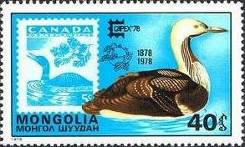 CANADA
CAPEX'78
1878
1978
MONGOLIA
МОНГОЛ ШУУДАН
40